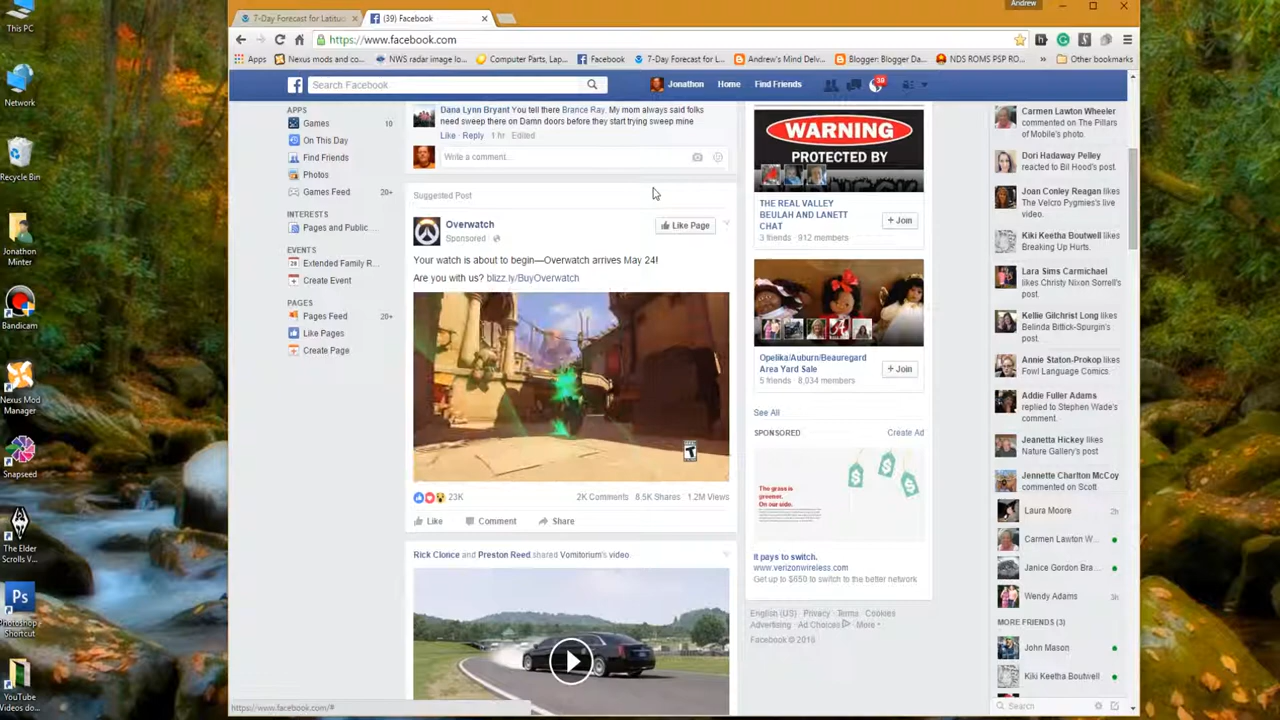 This PC
Network
Recycle Bin
Jonathon
Minter
Bandicam
Nexus Mod
Manager
Snapseed
The Elder
Scrolls V...
Ps
Photoshop
Shortcut
YouTube
Videos do...
Andrew
7-Day Forecast for Latitud
(39) Facebook
https://www.facebook.com
Apps
Nexus mods and co...
NWS radar image lo...
Computer Parts, Lap...
Facebook
7-Day Forecast for L...
Andrew's Mind Delv...
Blogger: Blogger Da...
NDS ROMS PSP RO...
»
Other bookmarks
Search Facebook
Jonathon
Home
Find Friends
39
APPS
Games 10
On This Day
Find Friends
Photos
Games Feed 20+
INTERESTS
Pages and Public...
EVENTS
Extended Family R...
Create Event
PAGES
Pages Feed 20+
Like Pages
Create Page
Dana Lynn Bryant You tell there Brance Ray. My mom always said folks
need sweep there on Damn doors before they start trying sweep mine
Like · Reply · 1 hr · Edited
Write a comment...
Suggested Post
Overwatch
Sponsored
Like Page
Your watch is about to begin—Overwatch arrives May 24!
Are you with us? blizz.ly/BuyOverwatch
T
23K
2K Comments 8.5K Shares 1.2M Views
Like Comment Share
Rick Clonce and Preston Reed shared Vomitorium's video.
WARNING
PROTECTED BY
THE REAL VALLEY
BEULAH AND LANETT
CHAT
3 friends · 912 members
+ Join
Opelika/Auburn/Beauregard
Area Yard Sale
5 friends · 8,034 members
+ Join
See All
SPONSORED
Create Ad
The grass is
greener.
On our side.
It pays to switch.
www.verizonwireless.com
Get up to $650 to switch to the better network
English (US) · Privacy · Terms · Cookies ·
Advertising · Ad Choices · More
Facebook © 2016
Carmen Lawton Wheeler
commented on The Pillars
of Mobile's photo.
Dori Hadaway Pelley
reacted to Bil Hood's post.
Joan Conley Reagan likes
The Velcro Pygmies's live
video.
Kiki Keetha Boutwell likes
Breaking Up Hurts.
Lara Sims Carmichael
likes Christy Nixon Sorrell's
post.
Kellie Gilchrist Long likes
Belinda Bittick-Spurgin's
post.
Annie Staton-Prokop likes
Fowl Language Comics.
Addie Fuller Adams
replied to Stephen Wade's
comment.
Jeanetta Hickey likes
Nature Gallery's post
Jennette Charlton McCoy
commented on Scott
Laura Moore 2h
Carmen Lawton W...
Janice Gordon Bra...
Wendy Adams 3h
MORE FRIENDS (3)
John Mason
Kiki Keetha Boutwell
Search
https://www.facebook.com/#